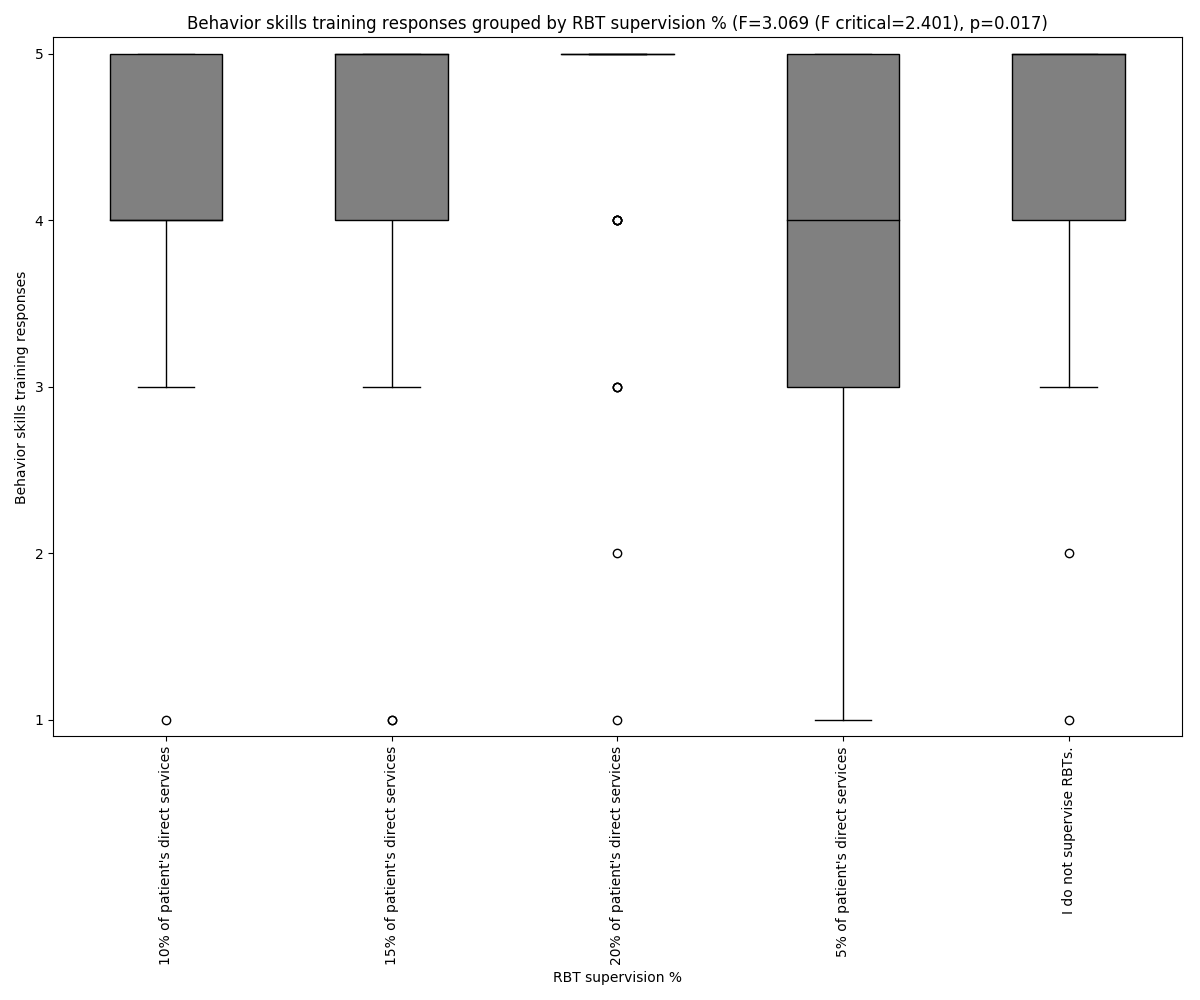 Behavior skills training responses grouped by RBT supervision % (F=3.069 (F critical=2.401), p=0.017)
Behavior skills training responses
5
4
3
2
1
10% of patient's direct services
15% of patient's direct services
20% of patient's direct services
5% of patient's direct services
I do not supervise RBTs.
RBT supervision %